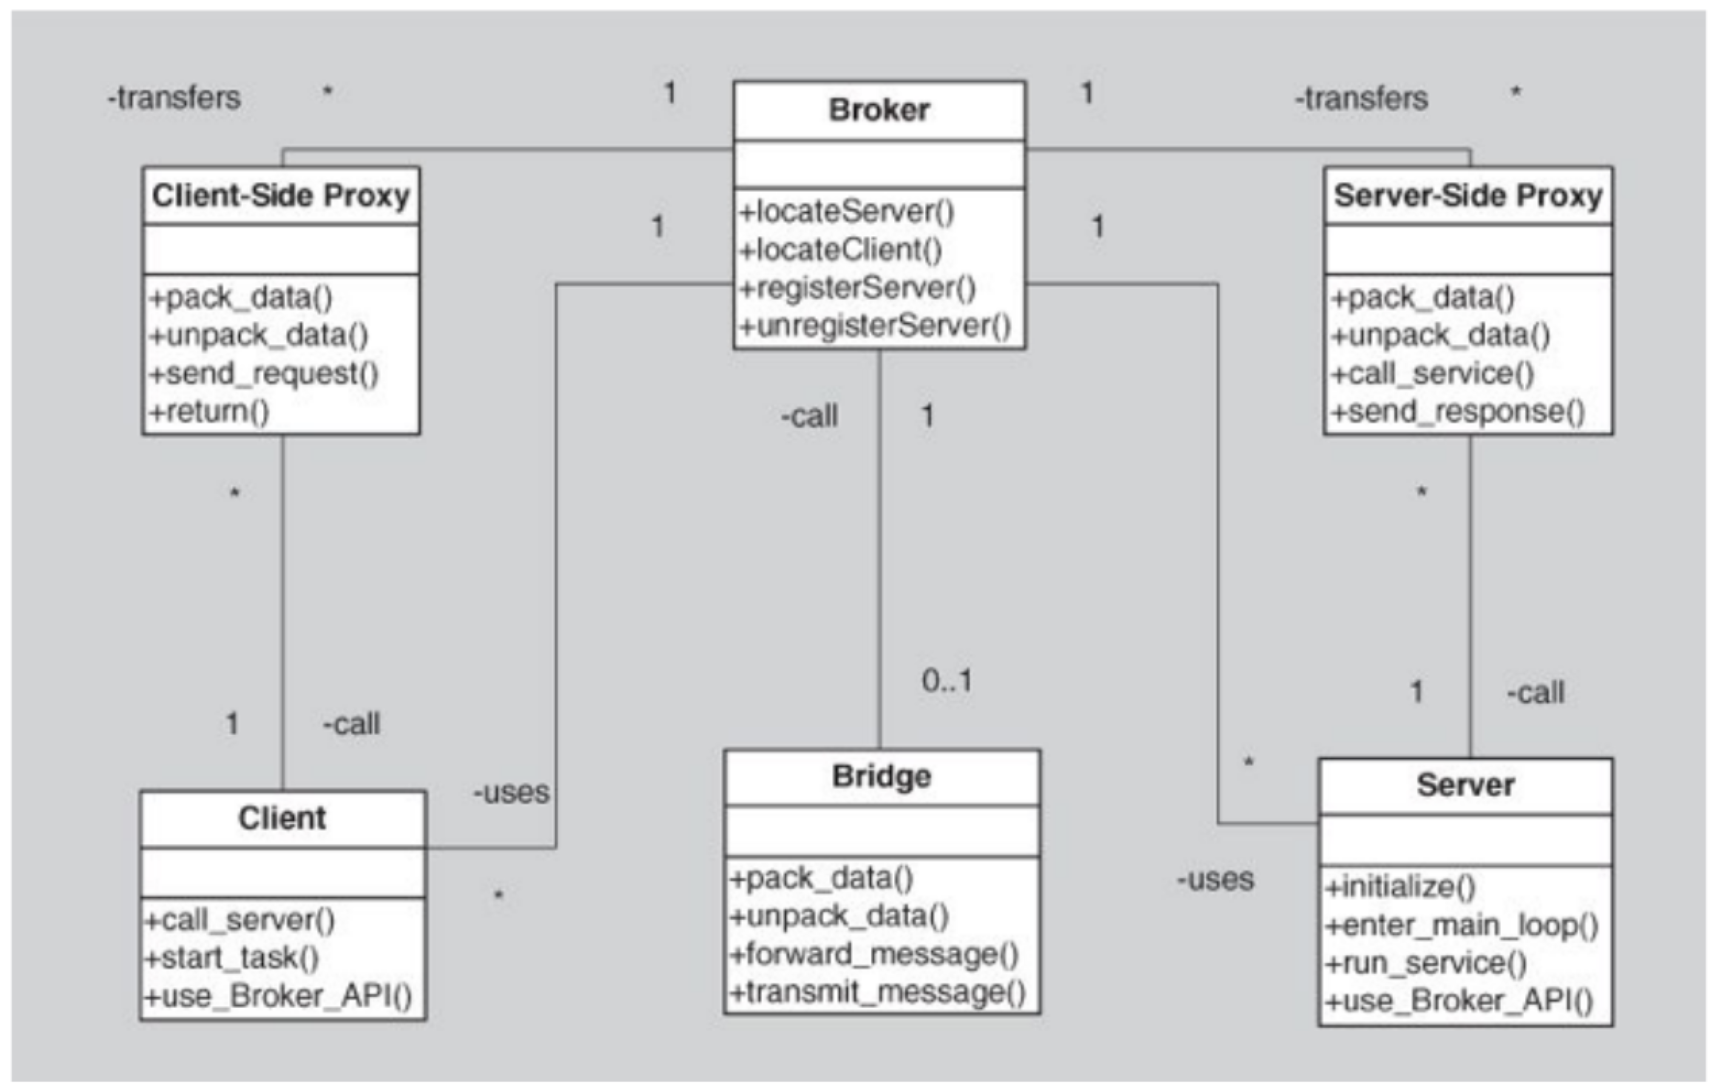 -transfers * 1
Broker
1 -transfers *
+locateServer()
+locateClient()
+registerServer()
+unregisterServer()
Client-Side Proxy
+pack_data()
+unpack_data()
+send_request()
+return()
Server-Side Proxy
+pack_data()
+unpack_data()
+call_service()
+send_response()
1
1
-call 1
*
*
0..1
1 -call
1 -call
-uses
*
*
-uses
Client
+call_server()
+start_task()
+use_Broker_API()
Bridge
+pack_data()
+unpack_data()
+forward_message()
+transmit_message()
Server
+initialize()
+enter_main_loop()
+run_service()
+use_Broker_API()